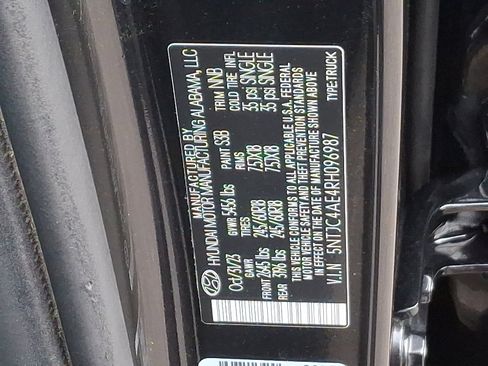 MANUFACTURED BY
HYUNDAI MOTOR MANUFACTURING ALABAMA, LLC
Oct/31/23 GVWR 5456 lbs PAINT S3B TRIM NNB
GAWR TIRES RIMS COLD TIRE INFL
FRONT 2645 lbs 245/60R18 7.5JX18 35 psi SINGLE
REAR 3196 lbs 245/60R18 7.5JX18 35 psi SINGLE
THIS VEHICLE CONFORMS TO ALL APPLICABLE U.S.A. FEDERAL
MOTOR VEHICLE SAFETY AND THEFT PREVENTION STANDARDS
IN EFFECT ON THE DATE OF MANUFACTURE SHOWN ABOVE
V.I.N 5NTJC4AE4RH096987 TYPE:TRUCK